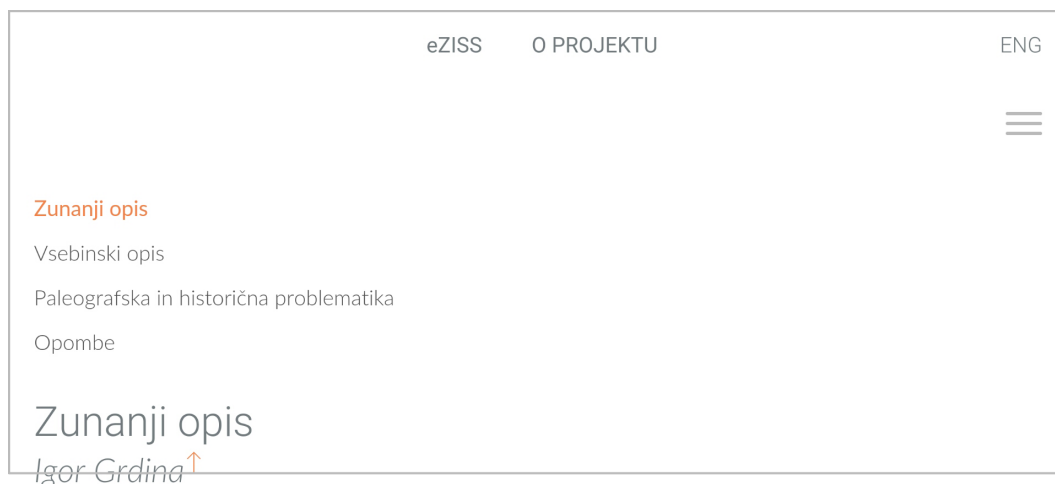 eZISS O PROJEKTU ENG
Zunanji opis
Vsebinski opis
Paleografska in historična problematika
Opombe
Zunanji opis
Igor Grdina↑